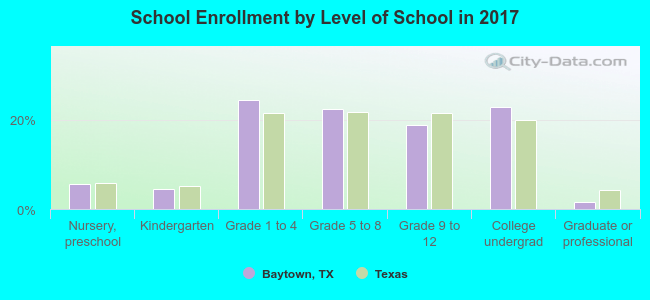 School Enrollment by Level of School in 2017
City-Data.com
20%
0%
Nursery,
preschool
Kindergarten
Grade 1 to 4
Grade 5 to 8
Grade 9 to
12
College
undergrad
Graduate or
professional
Baytown, TX
Texas